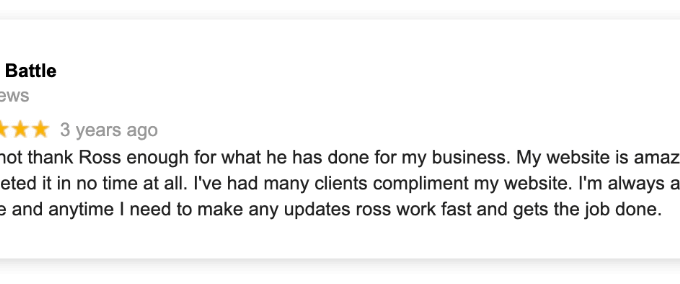 Battle
ews
3 years ago
not thank Ross enough for what he has done for my business. My website is amaz
eted it in no time at all. I've had many clients compliment my website. I'm always a
e and anytime I need to make any updates ross work fast and gets the job done.